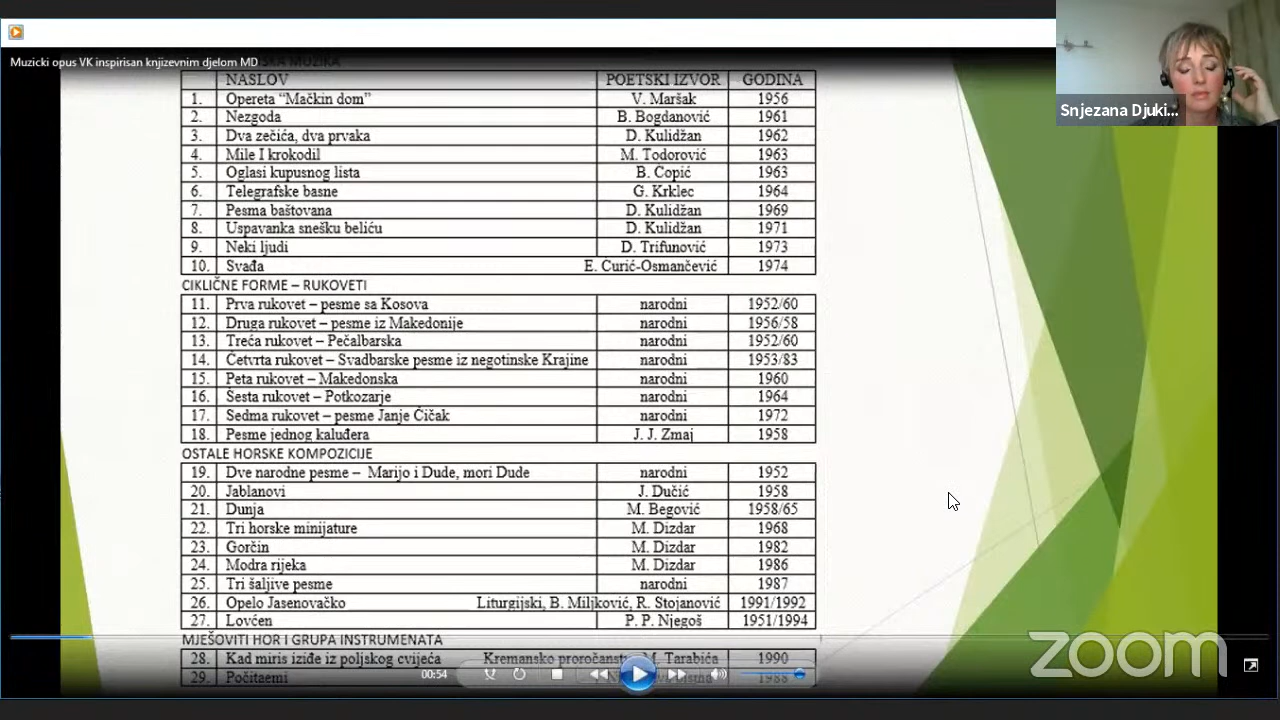 Muzicki opus VK inspirisan knjizevnim djelom MD
Snjezana Djuki...
NASLOV POETSKI IZVOR GODINA
1. Opereta “Mačkin dom” V. Maršak 1956
2. Nezgoda B. Bogdanović 1961
3. Dva zečića, dva prvaka D. Kulidžan 1962
4. Mile I krokodil M. Todorović 1963
5. Oglasi kupusnog lista B. Ćopić 1963
6. Telegrafske basne G. Krklec 1964
7. Pesma baštovana D. Kulidžan 1969
8. Uspavanka snešku beliću D. Kulidžan 1971
9. Neki ljudi D. Trifunović 1973
10. Svađa E. Ćurić-Osmančević 1974
CIKLIČNE FORME – RUKOVETI
11. Prva rukovet – pesme sa Kosova narodni 1952/60
12. Druga rukovet – pesme iz Makedonije narodni 1956/58
13. Treća rukovet – Pečalbarska narodni 1952/60
14. Četvrta rukovet – Svadbarske pesme iz negotinske Krajine narodni 1953/83
15. Peta rukovet – Makedonska narodni 1960
16. Šesta rukovet – Potkozarje narodni 1964
17. Sedma rukovet – pesme Janje Čičak narodni 1972
18. Pesme jednog kaluđera J. J. Zmaj 1958
OSTALE HORSKE KOMPOZICIJE
19. Dve narodne pesme – Marijo i Dude, mori Dude narodni 1952
20. Jablanovi J. Dučić 1958
21. Dunja M. Begović 1958/65
22. Tri horske minijature M. Dizdar 1968
23. Gorčin M. Dizdar 1982
24. Modra rijeka M. Dizdar 1986
25. Tri šaljive pesme narodni 1987
26. Opelo Jasenovačko Liturgijski, B. Miljković, R. Stojanović 1991/1992
27. Lovćen P. P. Njegoš 1951/1994
MJEŠOVITI HOR I GRUPA INSTRUMENATA
28. Kad miris iziđe iz poljskog cvijeća Kremansko M. Tarabića 1990
29. Počitaemi 1988
00:54
zoom